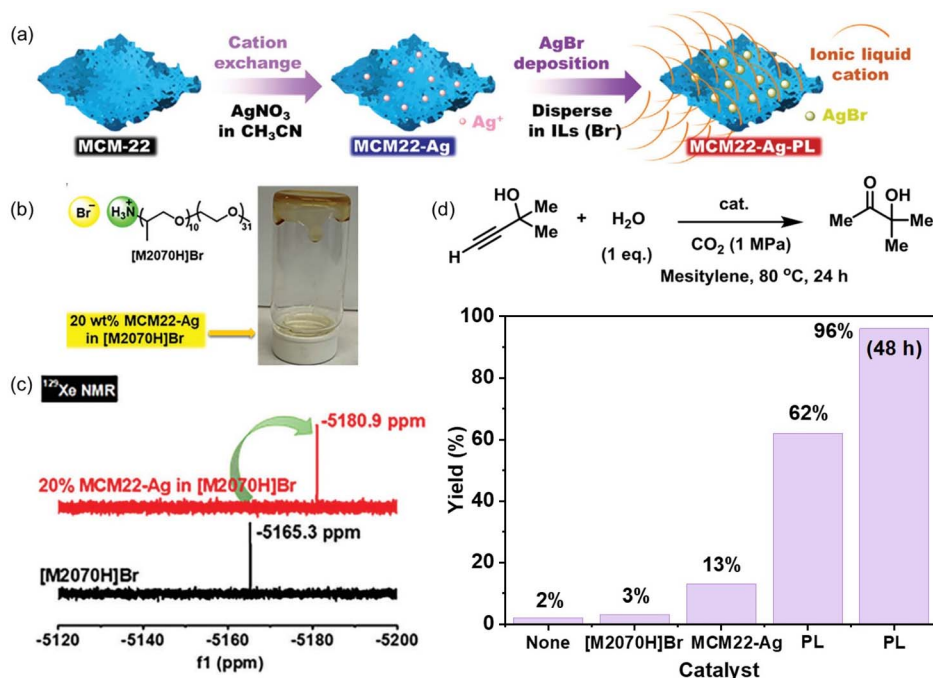 (a)
Cation
exchange
AgNO3
in CH3CN
MCM-22
Ag+
MCM22-Ag
AgBr
deposition
Disperse
in ILs (Br-)
Ionic liquid
cation
AgBr
MCM22-Ag-PL
(b)
Br−
H3N+
O
10
O
31
[M2070H]Br
20 wt% MCM22-Ag
in [M2070H]Br
(c)
129Xe NMR
-5180.9 ppm
20% MCM22-Ag in [M2070H]Br
-5165.3 ppm
[M2070H]Br
-5120 -5140 -5160 -5180 -5200
f1 (ppm)
(d)
HO
Me
Me
H
+ H2O
(1 eq.)
cat.
CO2 (1 MPa)
Mesitylene, 80 oC, 24 h
O
OH
Me
Me
Me
Yield (%)
100
80
60
40
20
0
2%
3%
13%
62%
96%
(48 h)
None [M2070H]Br MCM22-Ag PL PL
Catalyst